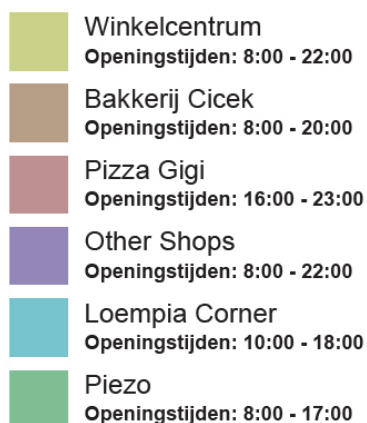 Winkelcentrum
Openingstijden: 8:00 - 22:00
Bakkerij Cicek
Openingstijden: 8:00 - 20:00
Pizza Gigi
Openingstijden: 16:00 - 23:00
Other Shops
Openingstijden: 8:00 - 22:00
Loempia Corner
Openingstijden: 10:00 - 18:00
Piezo
Openingstijden: 8:00 - 17:00